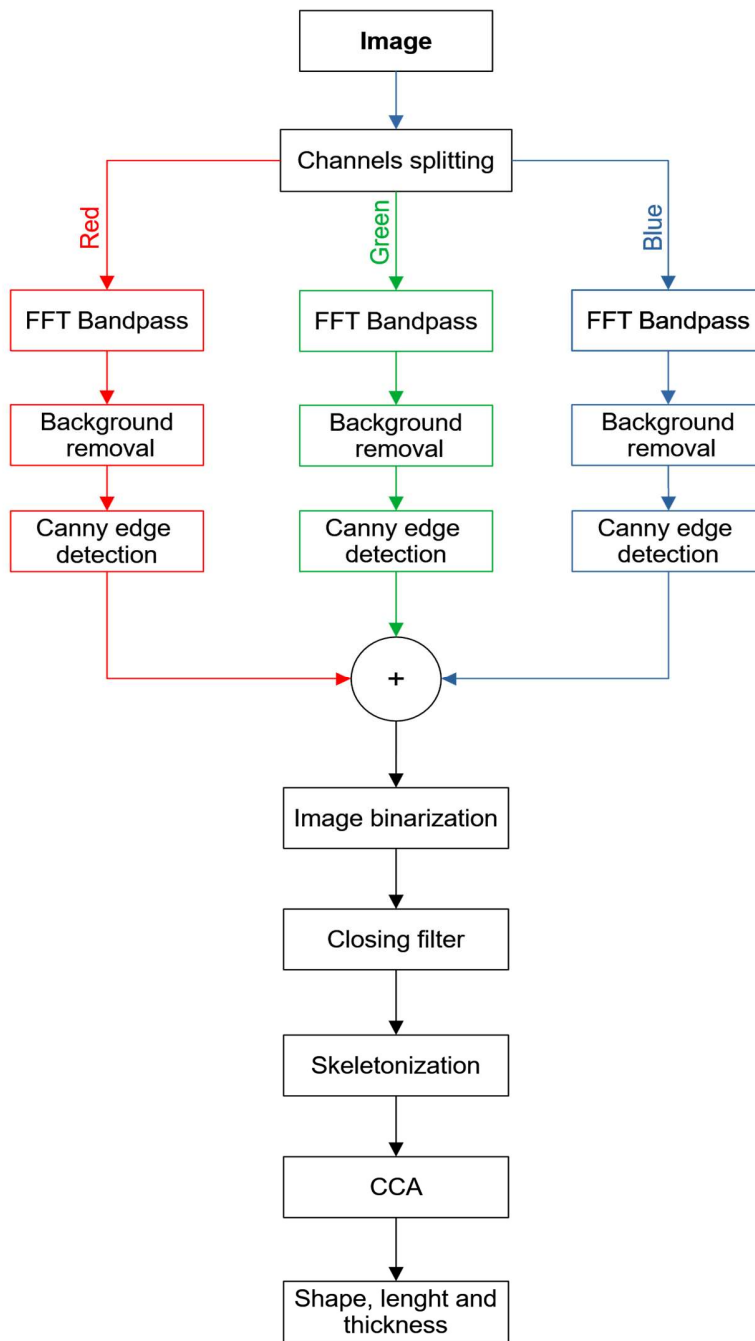 Image
Channels splitting
Red
Green
Blue
FFT Bandpass
FFT Bandpass
FFT Bandpass
Background
removal
Background
removal
Background
removal
Canny edge
detection
Canny edge
detection
Canny edge
detection
+
Image binarization
Closing filter
Skeletonization
CCA
Shape, lenght and
thickness